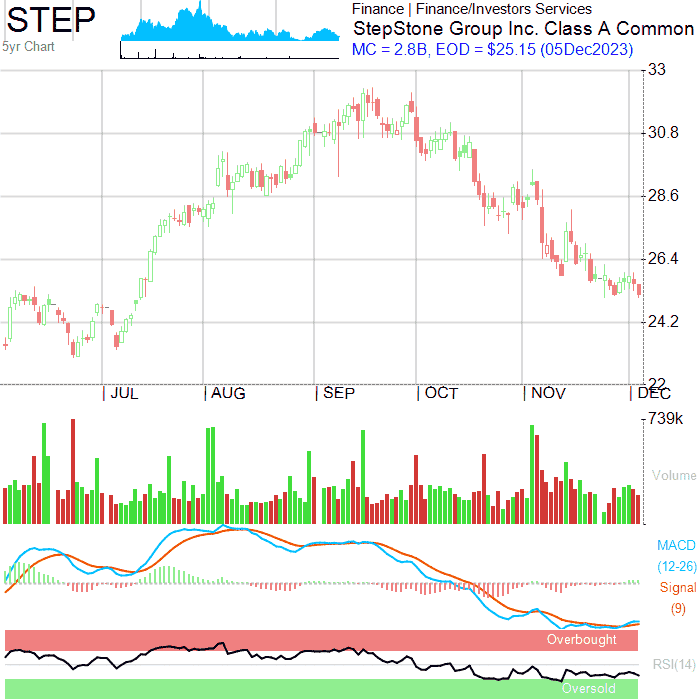 STEP
5yr Chart
Finance | Finance/Investors Services
StepStone Group Inc. Class A Common
MC = 2.8B, EOD = $25.15 (05Dec2023)
33
30.8
28.6
26.4
24.2
22
JUL AUG SEP OCT NOV DEC
739k
Volume
MACD
(12-26)
Signal
(9)
Overbought
RSI(14)
Oversold